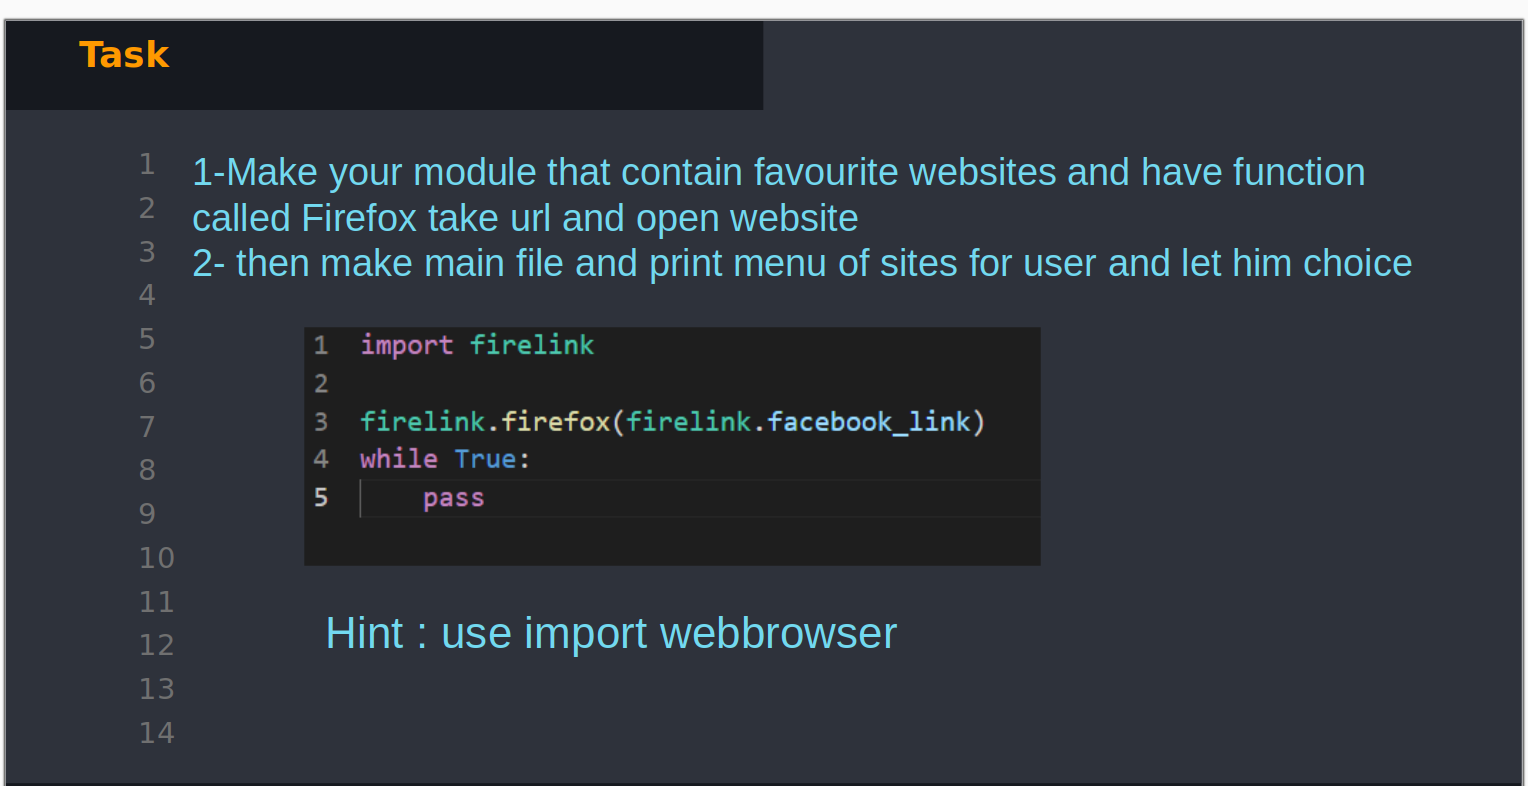 Task
1
2
3
4
5
6
7
8
9
10
11
12
13
14
1-Make your module that contain favourite websites and have function
called Firefox take url and open website
2- then make main file and print menu of sites for user and let him choice
1 import firelink
2
3 firelink.firefox(firelink.facebook_link)
4 while True:
5     pass
Hint : use import webbrowser